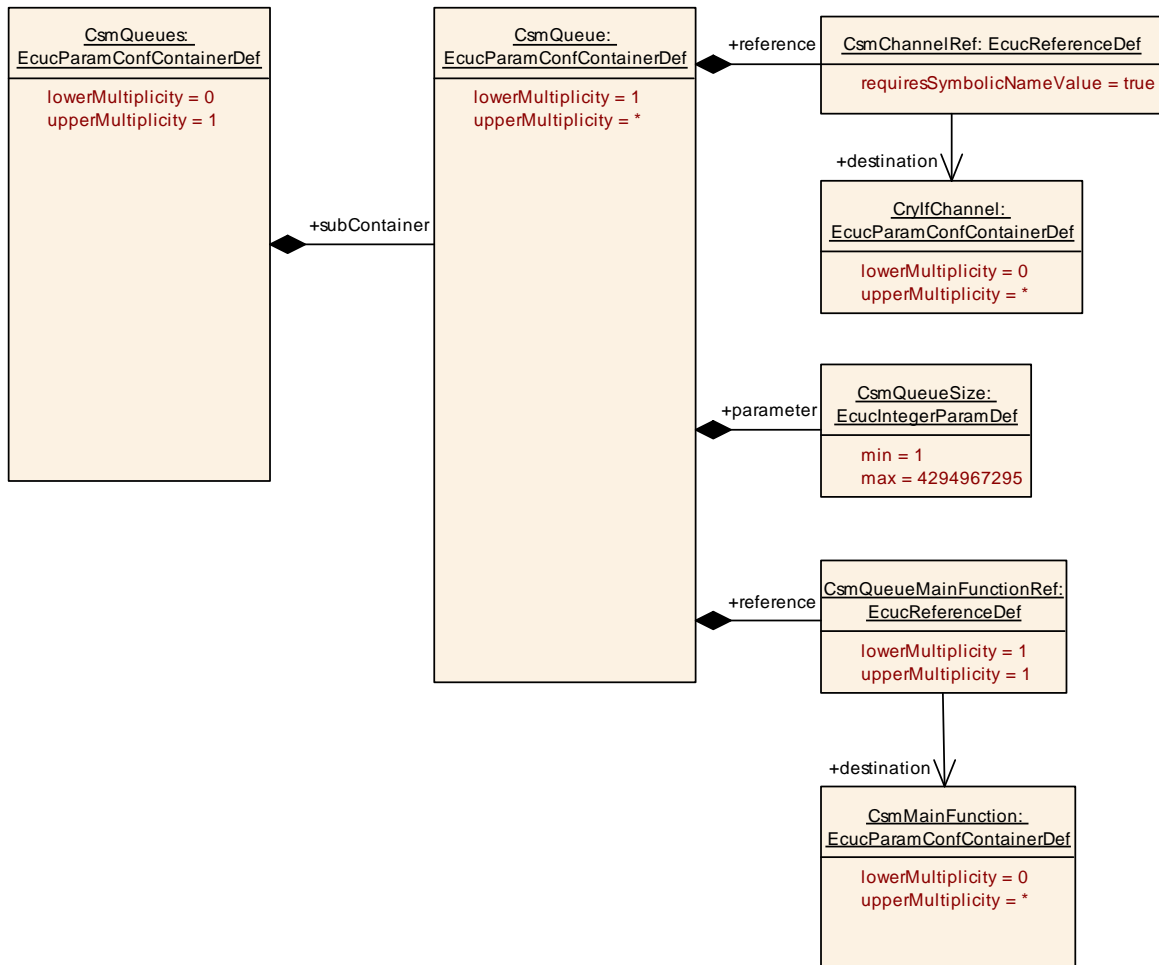 CsmQueues:
EcucParamConfContainerDef
lowerMultiplicity = 0
upperMultiplicity = 1
+subContainer
CsmQueue:
EcucParamConfContainerDef
lowerMultiplicity = 1
upperMultiplicity = *
+reference
CsmChannelRef: EcucReferenceDef
requiresSymbolicNameValue = true
+destination
CryIfChannel:
EcucParamConfContainerDef
lowerMultiplicity = 0
upperMultiplicity = *
+parameter
CsmQueueSize:
EcucIntegerParamDef
min = 1
max = 4294967295
+reference
CsmQueueMainFunctionRef:
EcucReferenceDef
lowerMultiplicity = 1
upperMultiplicity = 1
+destination
CsmMainFunction:
EcucParamConfContainerDef
lowerMultiplicity = 0
upperMultiplicity = *